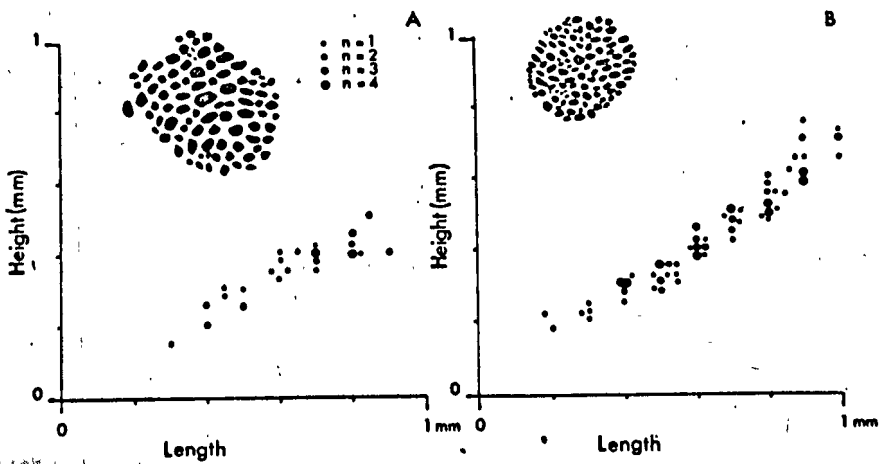 A
1
Height (mm)
n = 1
n = 2
n = 3
n = 4
0
0
1 mm
Length
B
1
Height (mm)
0
0
1 mm
Length